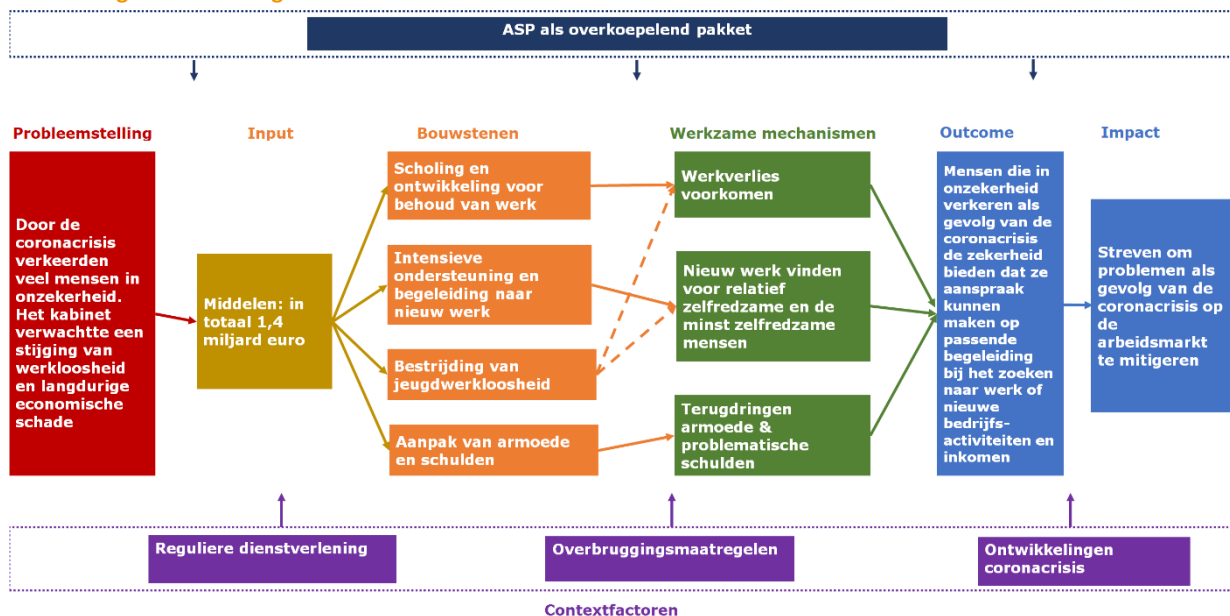 ASP als overkoepelend pakket
Probleemstelling
Input
Bouwstenen
Werkzame mechanismen
Outcome
Impact
Door de
coronacrisis
verkeerden
veel mensen in
onzekerheid.
Het kabinet
verwachtte een
stijging van
werkloosheid
en langdurige
economische
schade
Middelen: in
totaal 1,4
miljard euro
Scholing en
ontwikkeling voor
behoud van werk
Intensieve
ondersteuning en
begeleiding naar
nieuw werk
Bestrijding van
jeugdwerkloosheid
Aanpak van armoede
en schulden
Werkverlies
voorkomen
Nieuw werk vinden
voor relatief
zelfredzame en de
minst zelfredzame
mensen
Terugdringen
armoede &
problematische
schulden
Mensen die in
onzekerheid
verkeren als
gevolg van de
coronacrisis
de zekerheid
bieden dat ze
aanspraak
kunnen
maken op
passende
begeleiding
bij het zoeken
naar werk of
nieuwe
bedrijfs-
activiteiten en
inkomen
Streven om
problemen als
gevolg van de
coronacrisis op
de
arbeidsmarkt
te mitigeren
Reguliere dienstverlening
Overbruggingsmaatregelen
Ontwikkelingen
coronacrisis
Contextfactoren